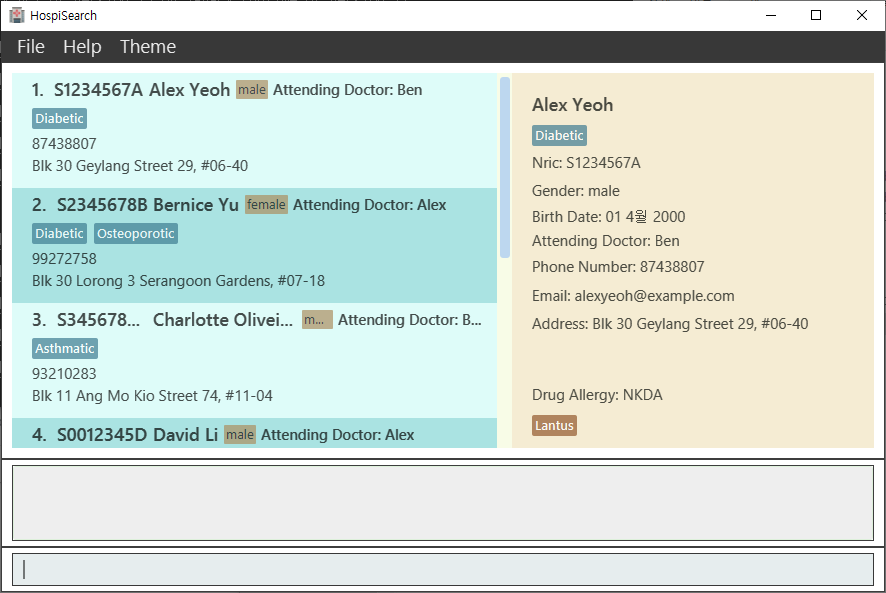 HospiSearch
File Help Theme
1. S1234567A Alex Yeoh male Attending Doctor: Ben
Diabetic
87438807
Blk 30 Geylang Street 29, #06-40
2. S2345678B Bernice Yu female Attending Doctor: Alex
Diabetic Osteoporotic
99272758
Blk 30 Lorong 3 Serangoon Gardens, #07-18
3. S345678... Charlotte Olivei... m... Attending Doctor: B...
Asthmatic
93210283
Blk 11 Ang Mo Kio Street 74, #11-04
4. S0012345D David Li male Attending Doctor: Alex
Alex Yeoh
Diabetic
Nric: S1234567A
Gender: male
Birth Date: 01 4월 2000
Attending Doctor: Ben
Phone Number: 87438807
Email: alexyeoh@example.com
Address: Blk 30 Geylang Street 29, #06-40
Drug Allergy: NKDA
Lantus